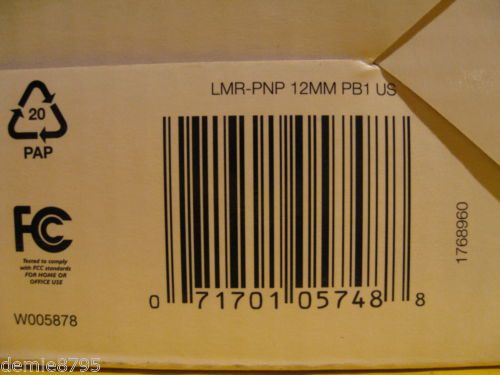 LMR-PNP 12MM PB1 US
20
PAP
FC
Tested to comply
with FCC standards
FOR HOME OR
OFFICE USE
W005878
0 71701 05748 8
1768960
demie8795